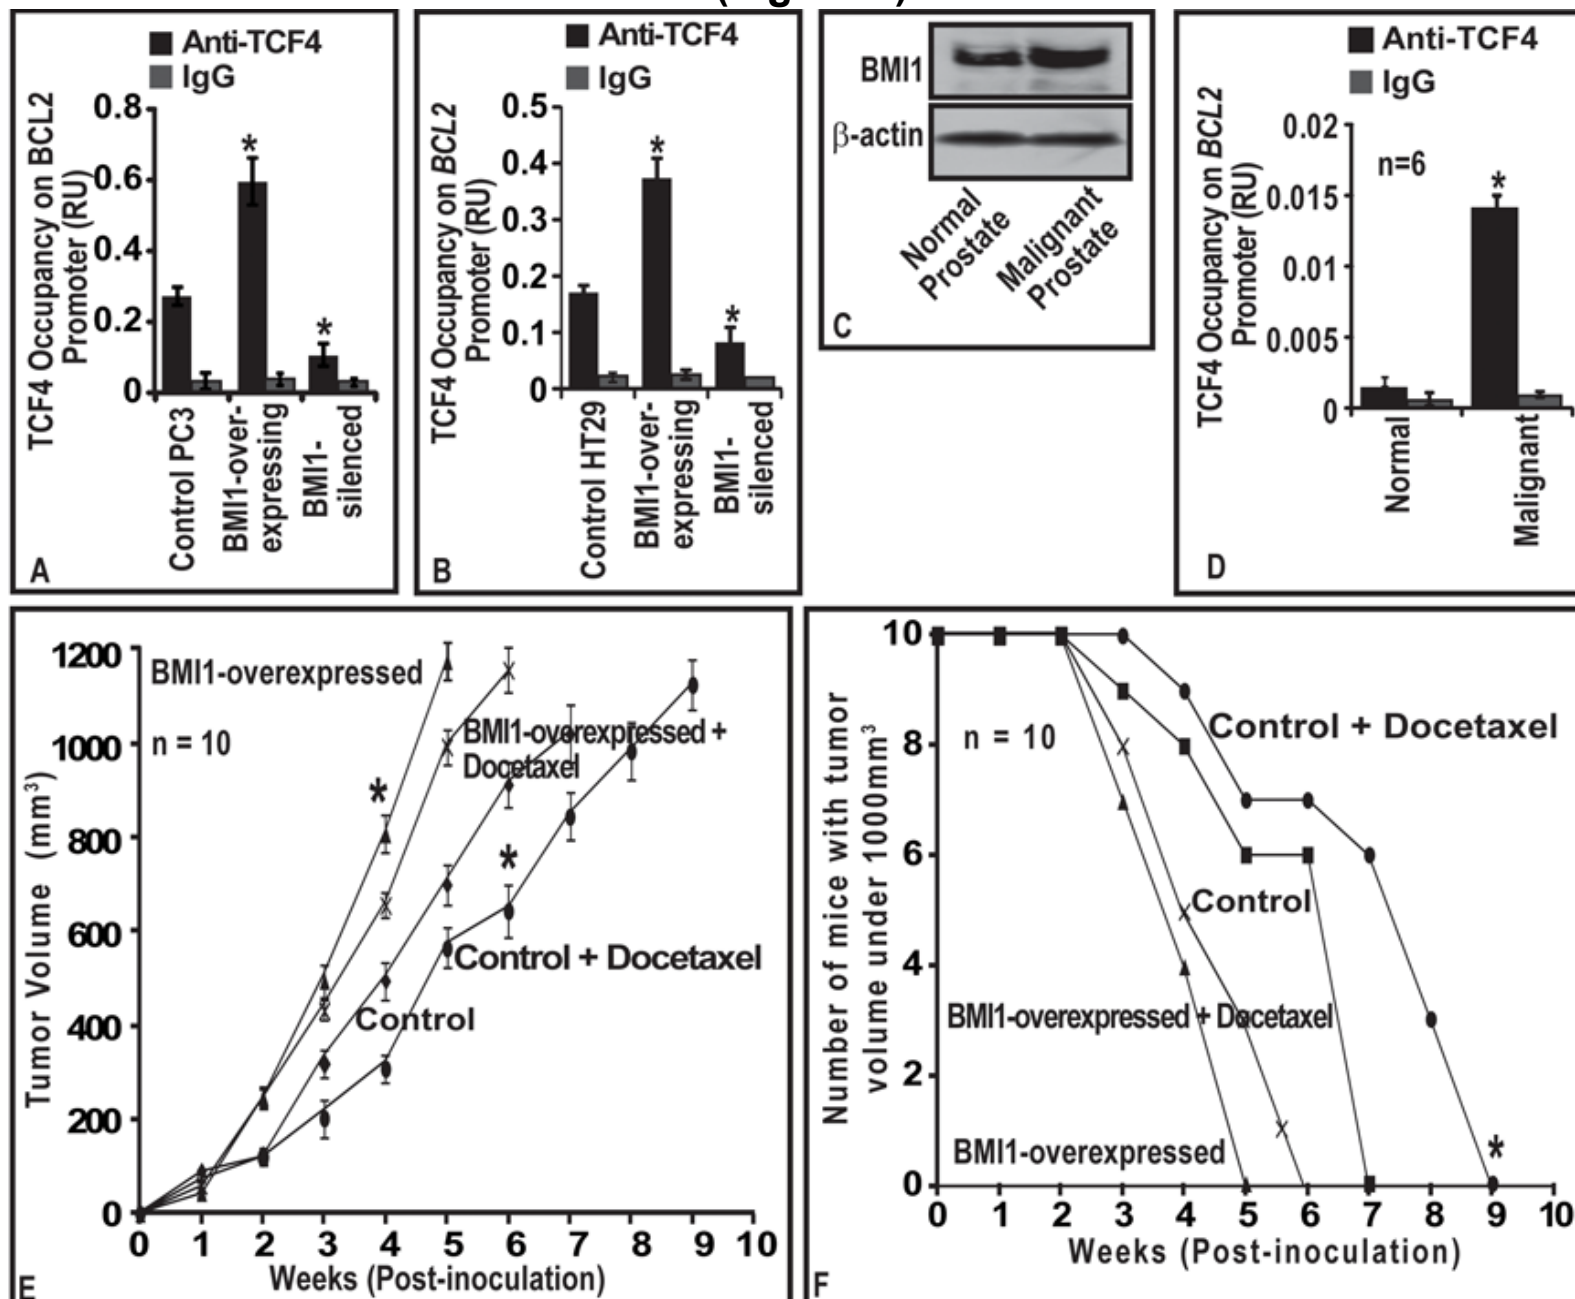 Anti-TCF4
IgG
TCF4 Occupancy on BCL2
Promoter (RU)
0.8
0.6
0.4
0.2
0
*
*
Control PC3
BMI1-over-
expressing
BMI1-
silenced
A
Anti-TCF4
IgG
TCF4 Occupancy on BCL2
Promoter (RU)
0.5
0.4
0.3
0.2
0.1
0
*
*
Control HT29
BMI1-over-
expressing
BMI1-
silenced
B
BMI1
β-actin
Normal
Prostate
Malignant
Prostate
C
Anti-TCF4
IgG
TCF4 Occupancy on BCL2
Promoter (RU)
0.02
0.015
0.01
0.005
0
n=6
*
Normal
Malignant
D
Tumor Volume (mm³)
1200
1000
800
600
400
200
0
BMI1-overexpressed
n = 10
BMI1-overexpressed +
Docetaxel
*
*
Control + Docetaxel
Control
0 1 2 3 4 5 6 7 8 9 10
Weeks (Post-inoculation)
E
Number of mice with tumor
volume under 1000mm³
10
8
6
4
2
0
n = 10
Control + Docetaxel
Control
BMI1-overexpressed + Docetaxel
BMI1-overexpressed
*
0 1 2 3 4 5 6 7 8 9 10
Weeks (Post-inoculation)
F